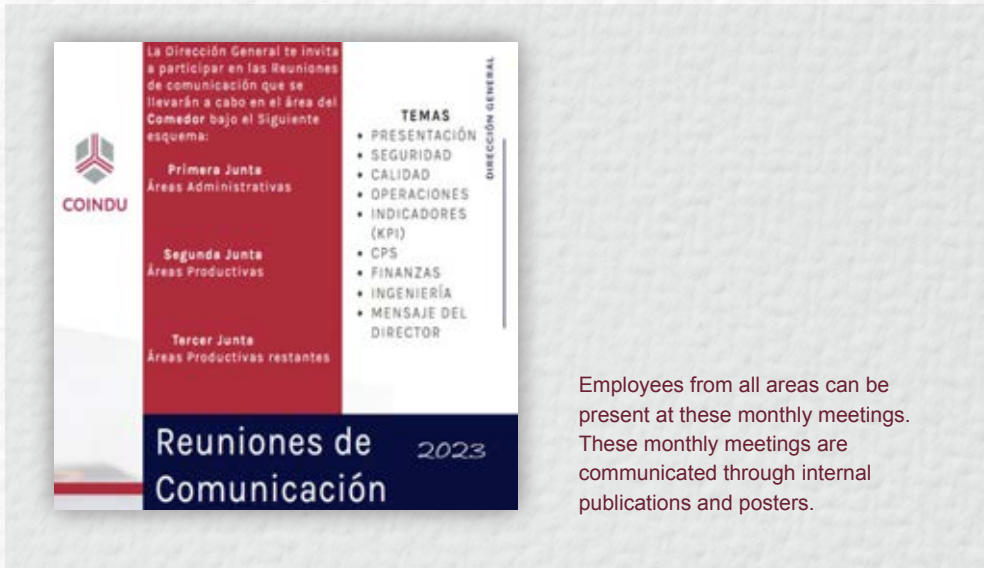 COINDU
La Dirección General te invita
a participar en las Reuniones
de comunicación que se
llevarán a cabo en el área del
Comedor bajo el Siguiente
esquema:
Primera Junta
Áreas Administrativas
Segunda Junta
Áreas Productivas
Tercer Junta
Áreas Productivas restantes
TEMAS
• PRESENTACIÓN
• SEGURIDAD
• CALIDAD
• OPERACIONES
• INDICADORES
(KPI)
• CPS
• FINANZAS
• INGENIERÍA
• MENSAJE DEL
DIRECTOR
DIRECCIÓN GENERAL
Reuniones de
Comunicación
2023
Employees from all areas can be
present at these monthly meetings.
These monthly meetings are
communicated through internal
publications and posters.